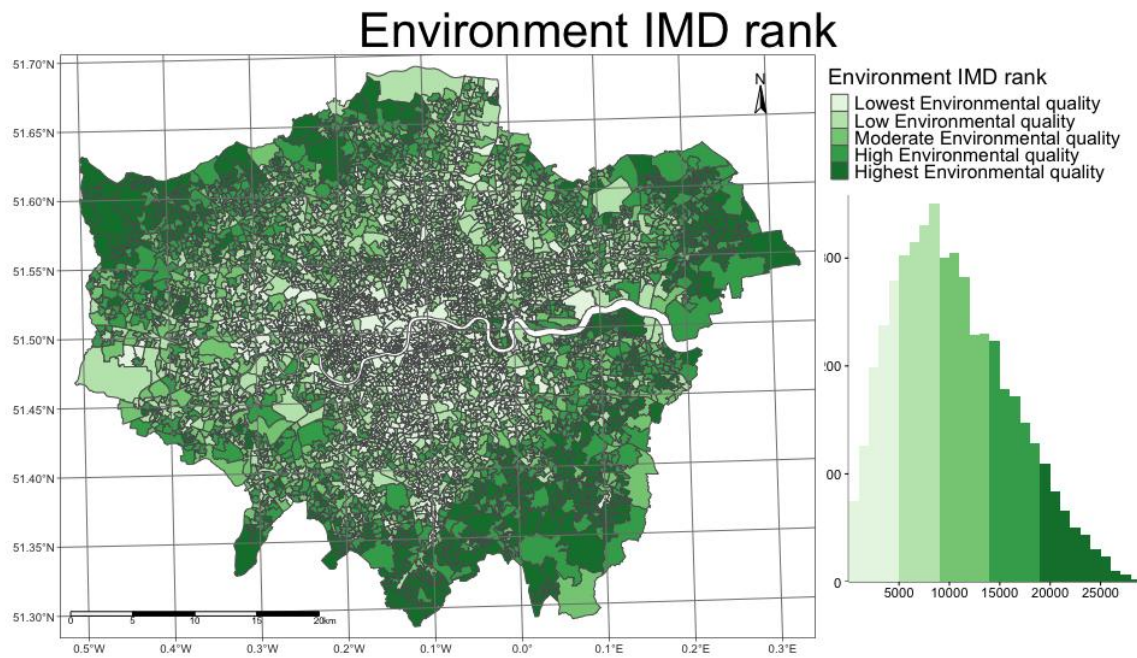 Environment IMD rank
51.70°N
51.65°N
51.60°N
51.55°N
51.50°N
51.45°N
51.40°N
51.35°N
51.30°N
N
0 5 10 15 20km
0.5°W 0.4°W 0.3°W 0.2°W 0.1°W 0.0° 0.1°E 0.2°E 0.3°E
Environment IMD rank
Lowest Environmental quality
Low Environmental quality
Moderate Environmental quality
High Environmental quality
Highest Environmental quality
00
200
00
0
5000 10000 15000 20000 25000